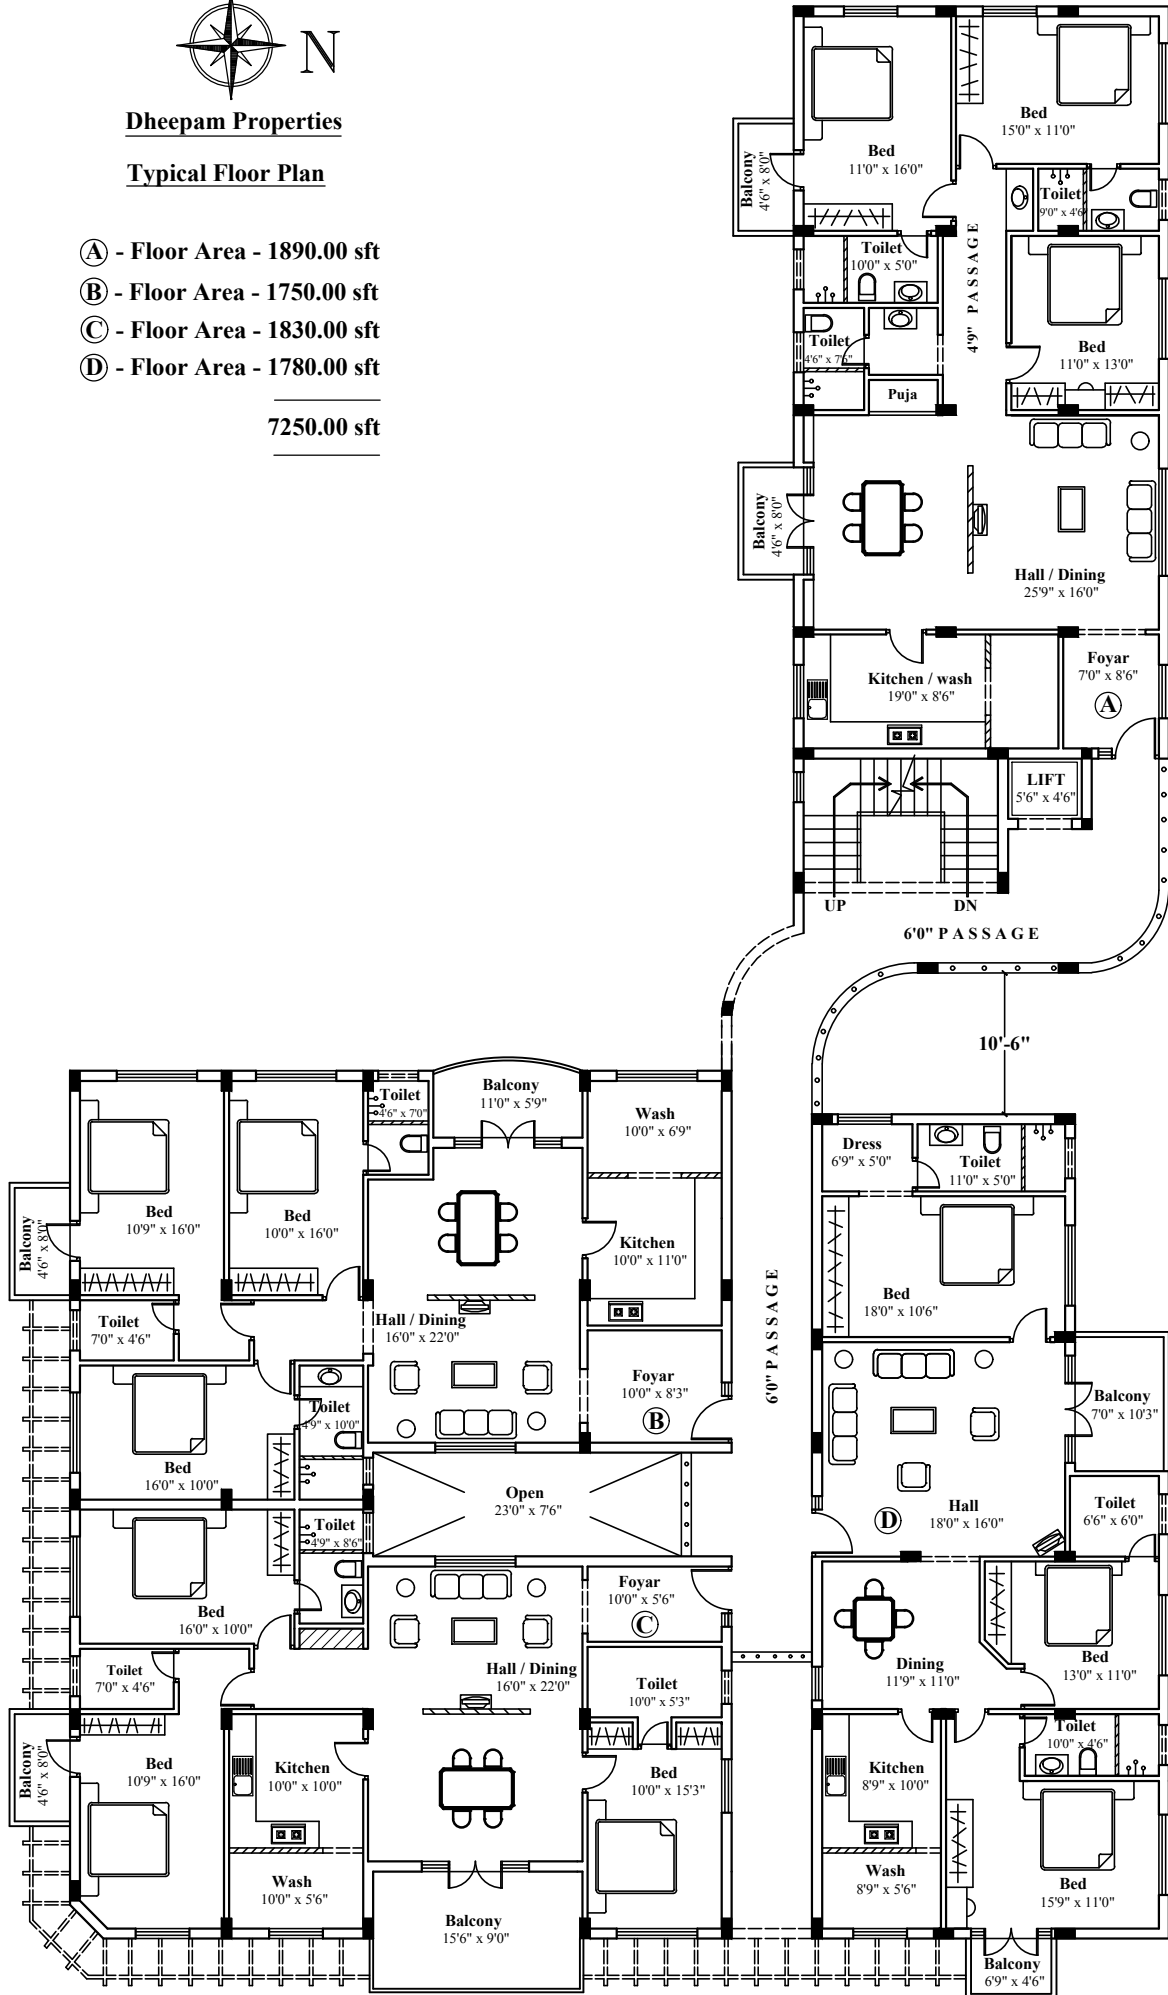 N
Dheepam Properties
Typical Floor Plan
A - Floor Area - 1890.00 sft
B - Floor Area - 1750.00 sft
C - Floor Area - 1830.00 sft
D - Floor Area - 1780.00 sft
7250.00 sft
Bed
15'0" x 11'0"
Bed
11'0" x 16'0"
Balcony
4'6" x 8'0"
Toilet
9'0" x 4'6"
Toilet
10'0" x 5'0"
4'9" PASSAGE
Toilet
4'6" x 7'6"
Bed
11'0" x 13'0"
Puja
Balcony
4'6" x 8'0"
Hall / Dining
25'9" x 16'0"
Kitchen / wash
19'0" x 8'6"
Foyar
7'0" x 8'6"
A
LIFT
5'6" x 4'6"
UP
DN
6'0" PASSAGE
10'-6"
Toilet
4'6" x 7'0"
Balcony
11'0" x 5'9"
Wash
10'0" x 6'9"
Dress
6'9" x 5'0"
Toilet
11'0" x 5'0"
Bed
10'9" x 16'0"
Bed
10'0" x 16'0"
Balcony
4'6" x 8'0"
Kitchen
10'0" x 11'0"
Bed
18'0" x 10'6"
Toilet
7'0" x 4'6"
Hall / Dining
16'0" x 22'0"
6'0" PASSAGE
Foyar
10'0" x 8'3"
B
Balcony
7'0" x 10'3"
Toilet
4'9" x 10'0"
Bed
16'0" x 10'0"
Open
23'0" x 7'6"
D
Hall
18'0" x 16'0"
Toilet
6'6" x 6'0"
Toilet
4'9" x 8'6"
Bed
16'0" x 10'0"
Foyar
10'0" x 5'6"
C
Toilet
7'0" x 4'6"
Hall / Dining
16'0" x 22'0"
Toilet
10'0" x 5'3"
Dining
11'9" x 11'0"
Bed
13'0" x 11'0"
Balcony
4'6" x 8'0"
Bed
10'9" x 16'0"
Kitchen
10'0" x 10'0"
Bed
10'0" x 15'3"
Kitchen
8'9" x 10'0"
Toilet
10'0" x 4'6"
Wash
10'0" x 5'6"
Wash
8'9" x 5'6"
Bed
15'9" x 11'0"
Balcony
15'6" x 9'0"
Balcony
6'9" x 4'6"